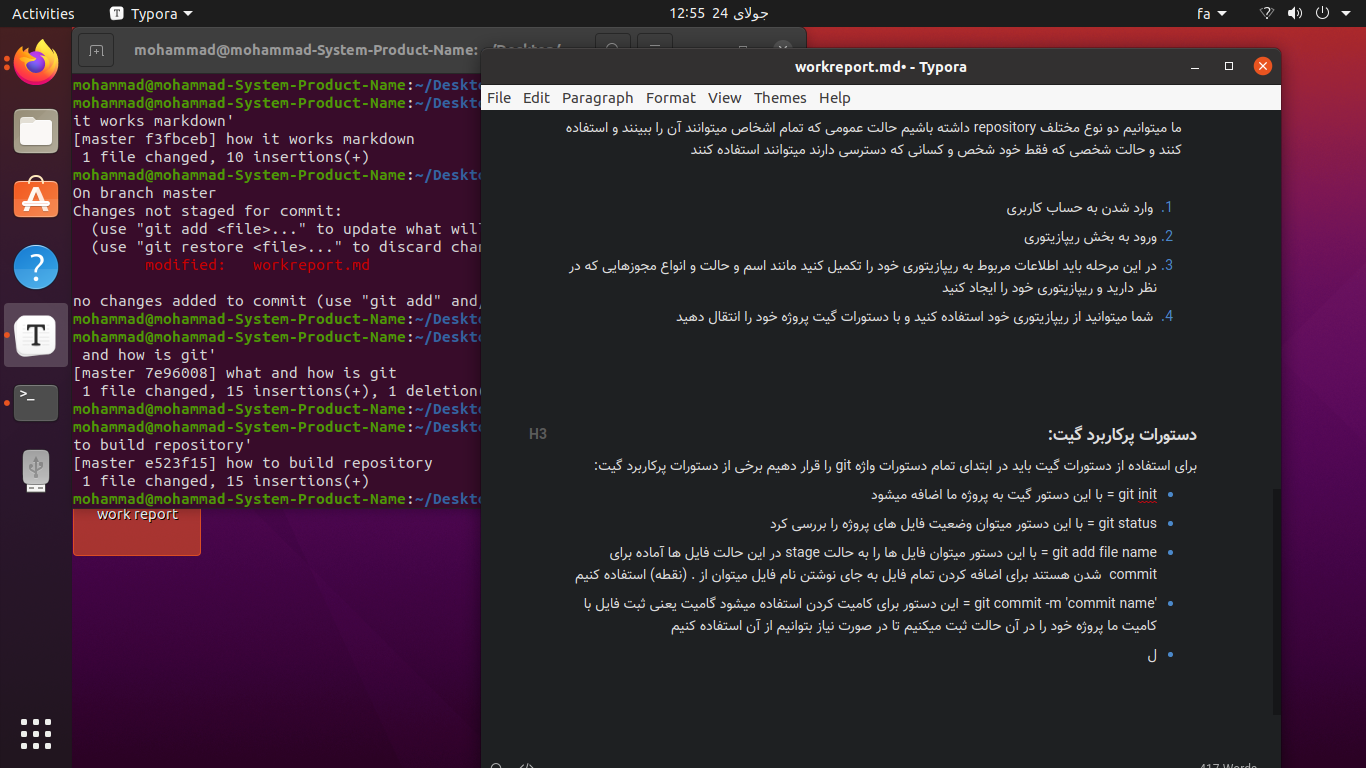 Activities
Typora
جولای 24  12:55
fa
mohammad@mohammad-System-Product-Name:
mohammad@mohammad-System-Product-Name:~/Deskto
mohammad@mohammad-System-Product-Name:~/Deskto
it works markdown'
[master f3fbceb] how it works markdown
1 file changed, 10 insertions(+)
mohammad@mohammad-System-Product-Name:~/Deskto
On branch master
Changes not staged for commit:
(use "git add <file>..." to update what will
(use "git restore <file>..." to discard chan
modified:   workreport.md
no changes added to commit (use "git add" and/
mohammad@mohammad-System-Product-Name:~/Deskto
mohammad@mohammad-System-Product-Name:~/Deskto
and how is git'
[master 7e96008] what and how is git
1 file changed, 15 insertions(+), 1 deletion(
mohammad@mohammad-System-Product-Name:~/Deskto
mohammad@mohammad-System-Product-Name:~/Deskto
to build repository'
[master e523f15] how to build repository
1 file changed, 15 insertions(+)
mohammad@mohammad-System-Product-Name:~/Deskto
work report
workreport.md• - Typora
File Edit Paragraph Format View Themes Help
ما میتوانیم دو نوع مختلف repository داشته باشیم حالت عمومی که تمام اشخاص میتوانند آن را ببینند و استفاده
کنند و حالت شخصی که فقط خود شخص و کسانی که دسترسی دارند میتوانند استفاده کنند
1. وارد شدن به حساب کاربری
2. ورود به بخش ریپازیتوری
3. در این مرحله باید اطلاعات مربوط به ریپازیتوری خود را تکمیل کنید مانند اسم و حالت و انواع مجوزهایی که در
نظر دارید و ریپازیتوری خود را ایجاد کنید
4. شما میتوانید از ریپازیتوری خود استفاده کنید و با دستورات گیت پروژه خود را انتقال دهید
H3
دستورات پرکاربرد گیت:
برای استفاده از دستورات گیت باید در ابتدای تمام دستورات واژه git را قرار دهیم برخی از دستورات پرکاربرد گیت:
• git init = با این دستور گیت به پروژه ما اضافه میشود
• git status = با این دستور میتوان وضعیت فایل های پروژه را بررسی کرد
• git add file name = با این دستور میتوان فایل ها را به حالت stage در این حالت فایل ها آماده برای
commit شدن هستند برای اضافه کردن تمام فایل به جای نوشتن نام فایل میتوان از . (نقطه) استفاده کنیم
• git commit -m 'commit name' = این دستور برای کامیت کردن استفاده میشود گامیت یعنی ثبت فایل با
کامیت ما پروژه خود را در آن حالت ثبت میکنیم تا در صورت نیاز بتوانیم از آن استفاده کنیم
• ل
417 Words